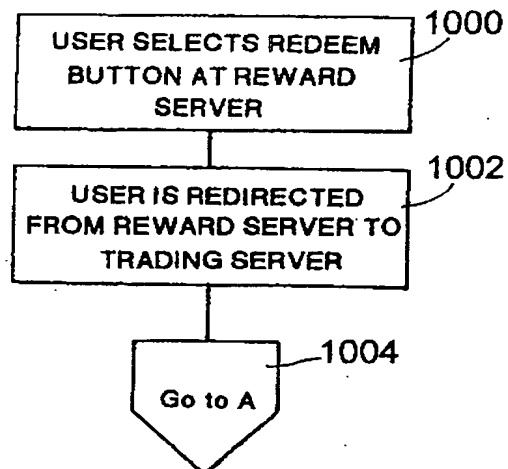 1000
USER SELECTS REDEEM
BUTTON AT REWARD
SERVER
1002
USER IS REDIRECTED
FROM REWARD SERVER TO
TRADING SERVER
1004
Go to A